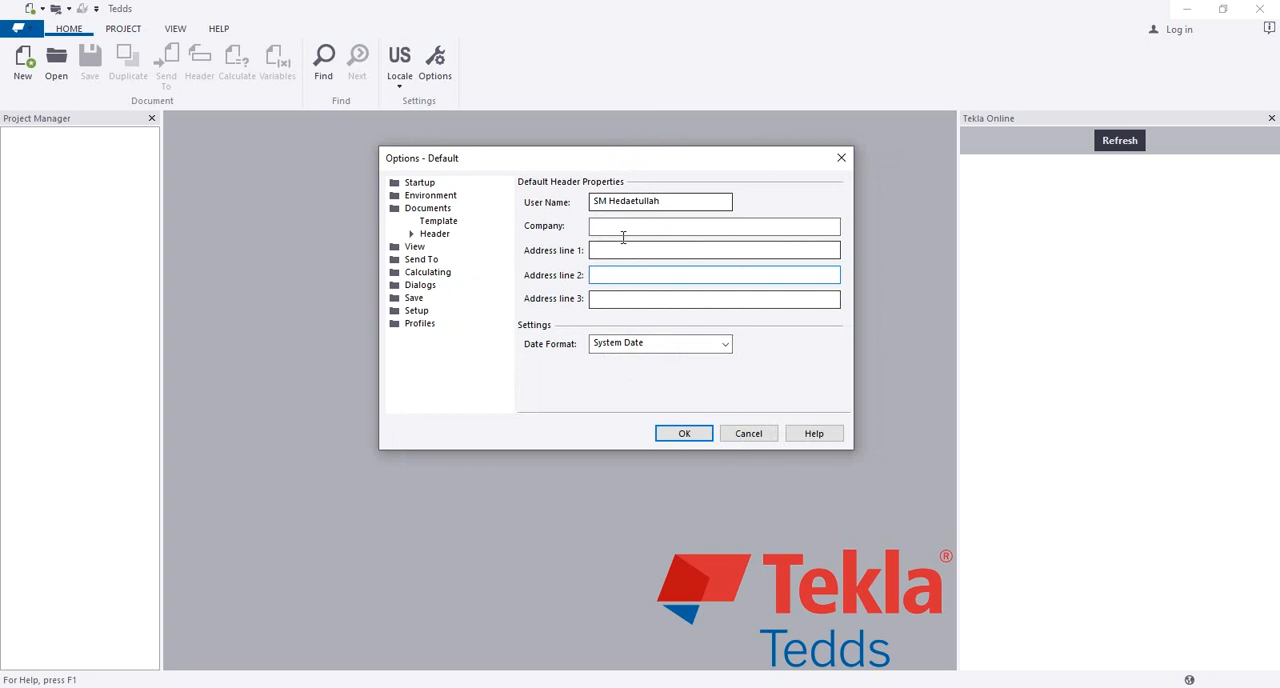 Tedds
HOME PROJECT VIEW HELP
Log in
New Open Save Duplicate Send To Header Calculate Variables
Find Next
US
Locale Options
Document Find Settings
Project Manager
Tekla Online
Refresh
Options - Default
Startup
Environment
Documents
Template
Header
View
Send To
Calculating
Dialogs
Save
Setup
Profiles
Default Header Properties
User Name: SM Hedaetullah
Company:
Address line 1:
Address line 2:
Address line 3:
Settings
Date Format: System Date
OK Cancel Help
Tekla®
Tedds
For Help, press F1